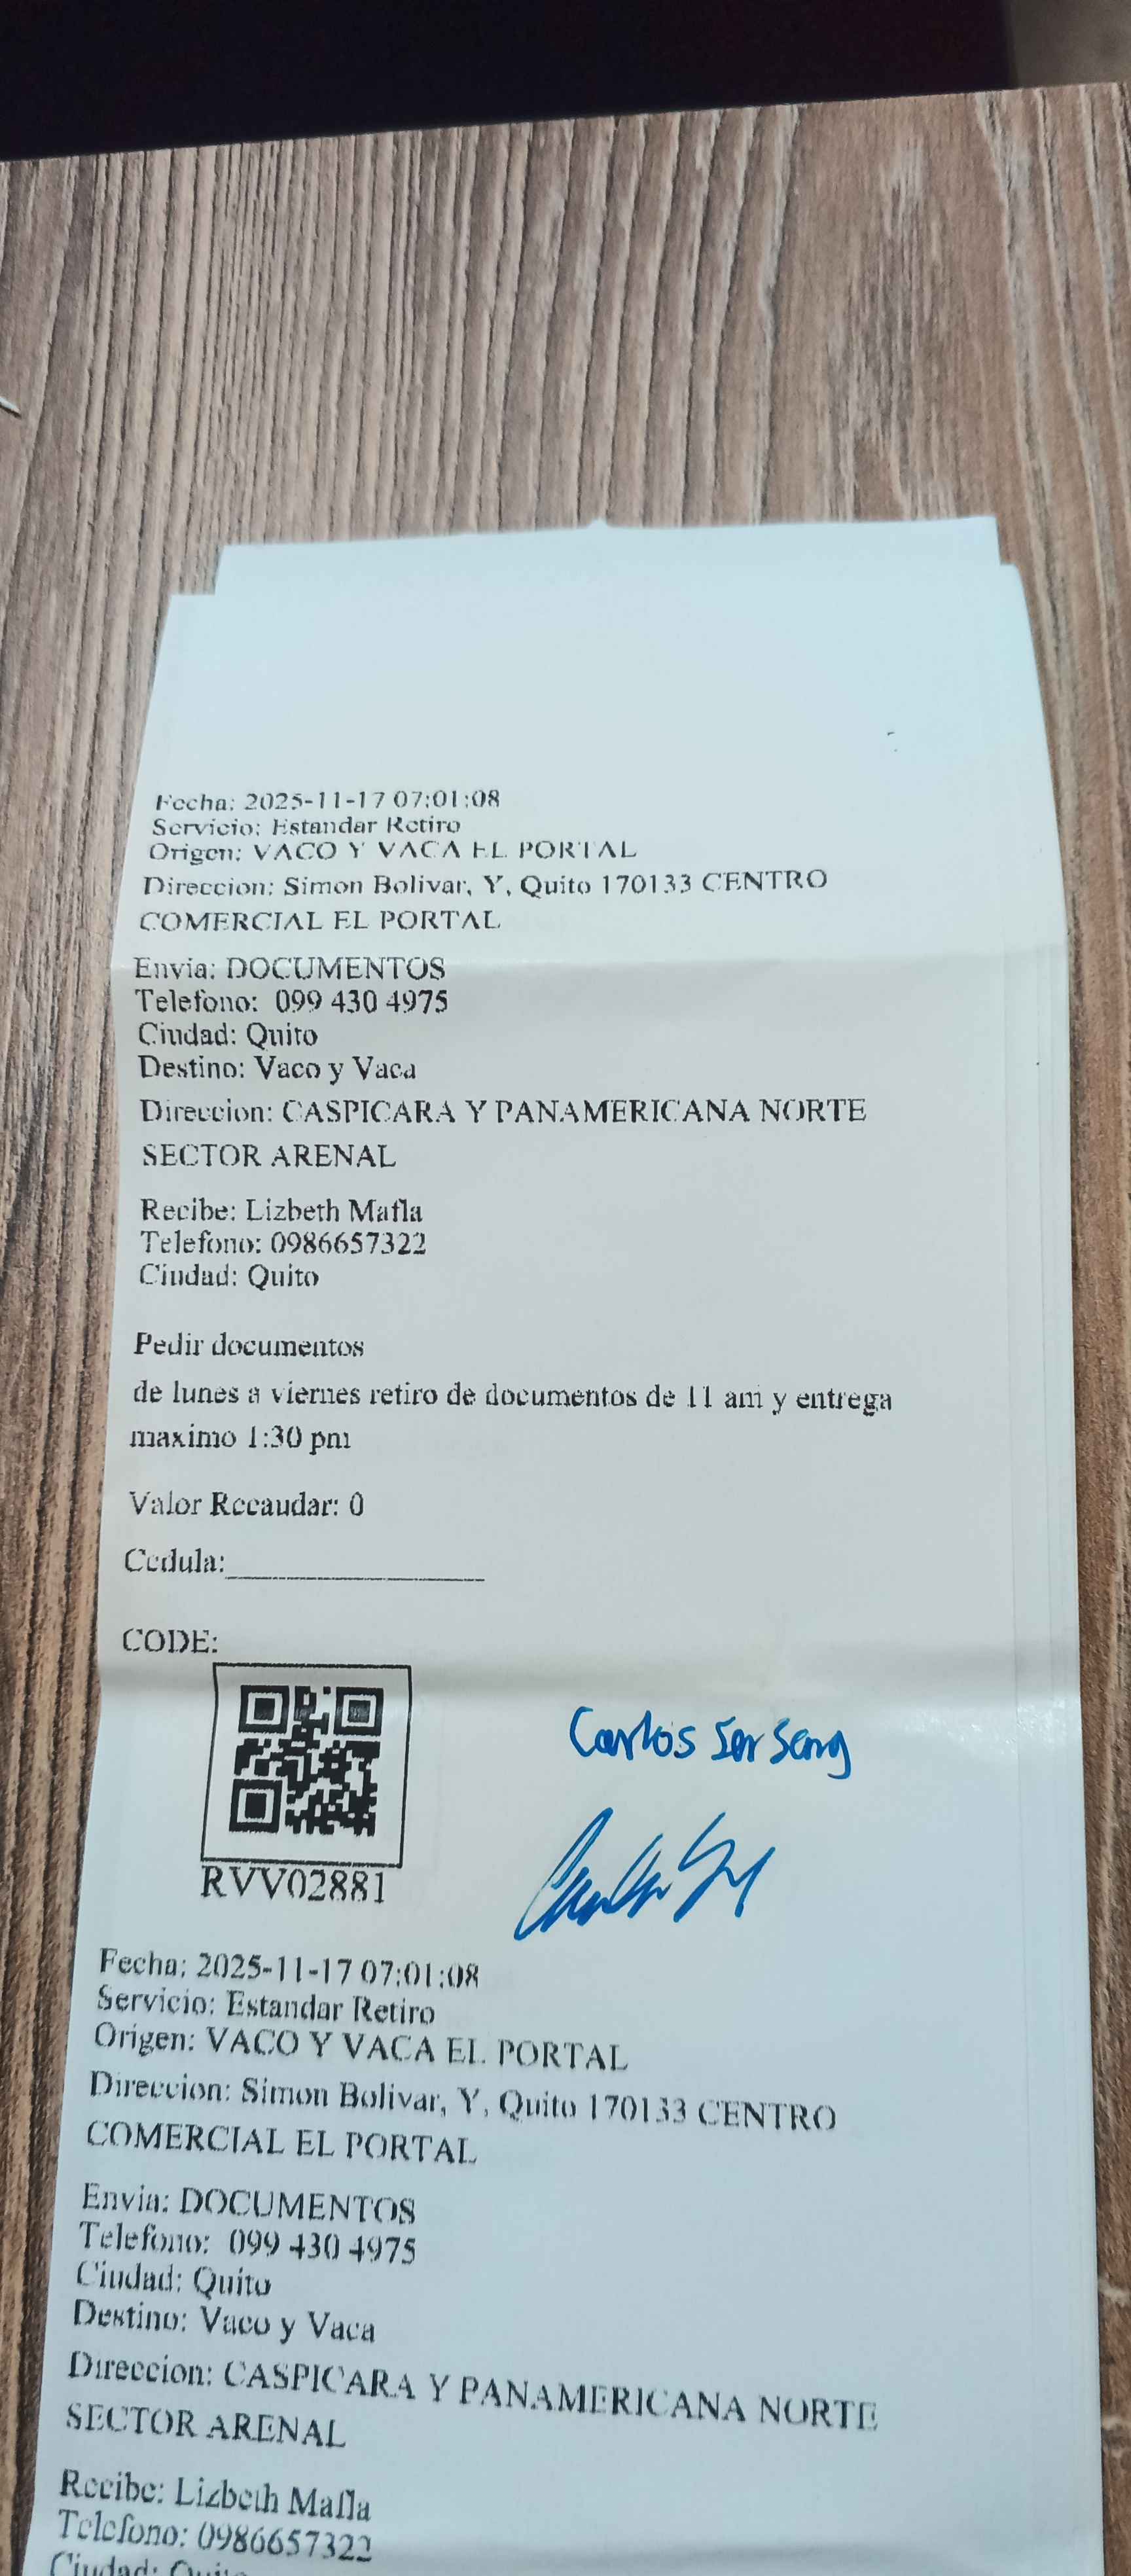 Fecha: 2025-11-17 07:01:08
Servicio: Estandar Retiro
Origen: VACO Y VACA EL PORTAL
Direccion: Simon Bolivar, Y, Quito 170133 CENTRO
COMERCIAL EL PORTAL
Envia: DOCUMENTOS
Telefono: 099 430 4975
Ciudad: Quito
Destino: Vaco y Vaca
Direccion: CASPICARA Y PANAMERICANA NORTE
SECTOR ARENAL
Recibe: Lizbeth Mafla
Telefono: 0986657322
Ciudad: Quito
Pedir documentos
de lunes a viernes retiro de documentos de 11 am y entrega
maximo 1:30 pm
Valor Recaudar: 0
Cedula:
CODE:
Carlos
RVV02881
Fecha: 2025-11-17 07:01:08
Servicio: Estandar Retiro
Origen: VACO Y VACA EL PORTAL
Direccion: Simon Bolivar, Y, Quito 170133 CENTRO
COMERCIAL EL PORTAL
Envia: DOCUMENTOS
Telefono: 099 430 4975
Ciudad: Quito
Destino: Vaco y Vaca
Direccion: CASPICARA Y PANAMERICANA NORTE
SECTOR ARENAL
Recibe: Lizbeth Mafla
Telefono: 0986657322
Ciudad: Quito